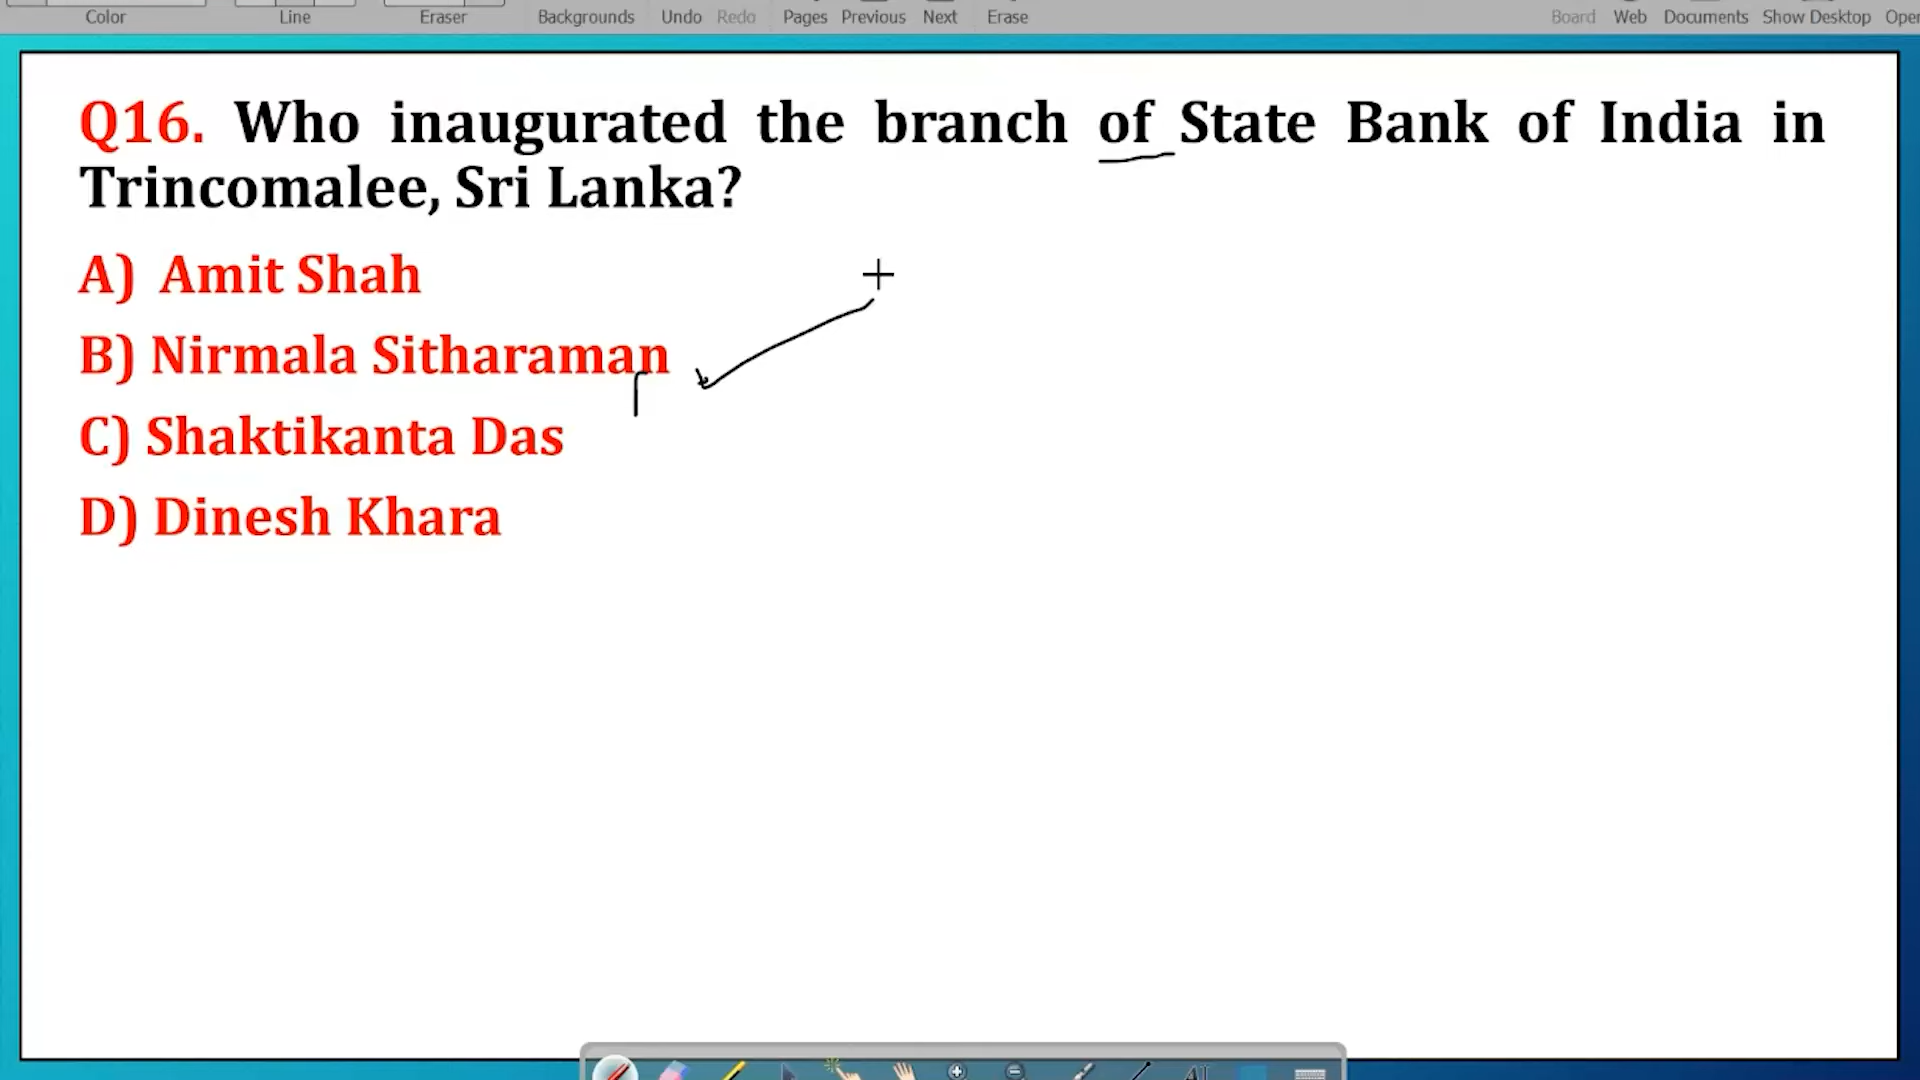 Color Line Eraser Backgrounds Undo Redo Pages Previous Next Erase Board Web Documents Show Desktop
Q16. Who inaugurated the branch of State Bank of India in
Trincomalee, Sri Lanka?
A) Amit Shah
B) Nirmala Sitharaman
C) Shaktikanta Das
D) Dinesh Khara